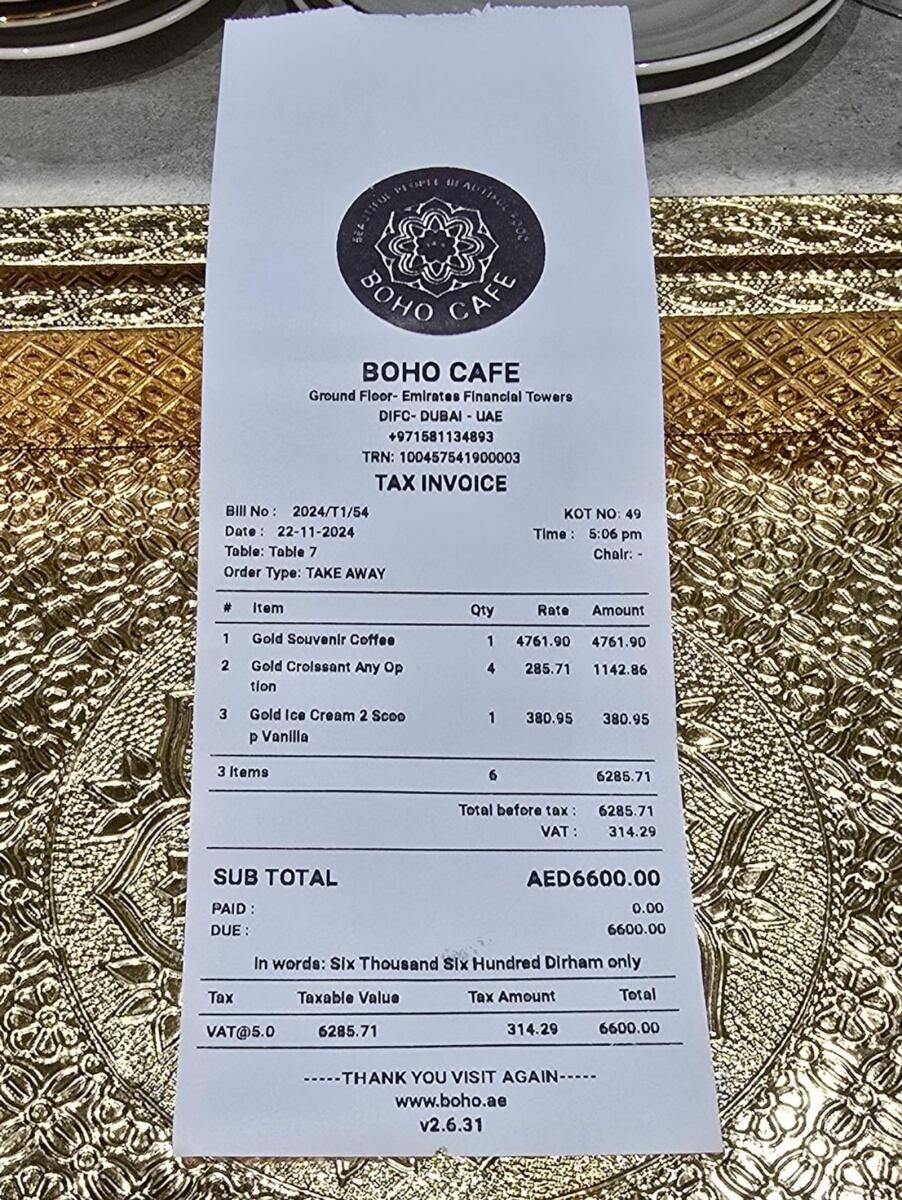 BEAUTIFUL PEOPLE BEAUTIFUL FOOD
BOHO CAFE
BOHO CAFE
Ground Floor- Emirates Financial Towers
DIFC- DUBAI - UAE
+971581134893
TRN: 100457541900003
TAX INVOICE
Bill No : 2024/T1/54 KOT NO: 49
Date : 22-11-2024 Time : 5:06 pm
Table: Table 7 Chair: -
Order Type: TAKE AWAY
# Item Qty Rate Amount
1 Gold Souvenir Coffee 1 4761.90 4761.90
2 Gold Croissant Any Op 4 285.71 1142.86
tion
3 Gold Ice Cream 2 Scoo 1 380.95 380.95
p Vanilla
3 Items 6 6285.71
Total before tax : 6285.71
VAT : 314.29
SUB TOTAL AED6600.00
PAID : 0.00
DUE : 6600.00
In words: Six Thousand Six Hundred Dirham only
Tax Taxable Value Tax Amount Total
VAT@5.0 6285.71 314.29 6600.00
-----THANK YOU VISIT AGAIN-----
www.boho.ae
v2.6.31